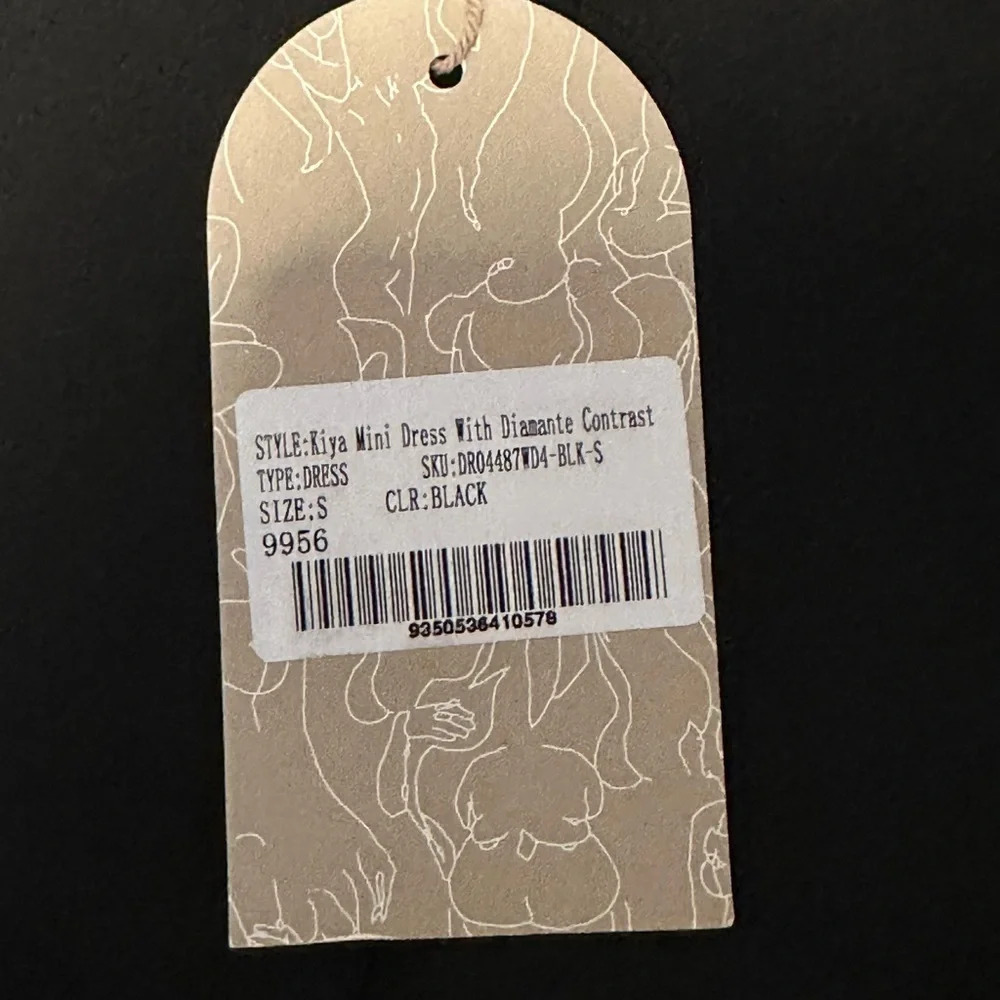 STYLE:Kiya Mini Dress With Diamante Contrast
TYPE:DRESS SKU:DR04487WD4-BLK-S
SIZE:S CLR:BLACK
9956
9350536410578